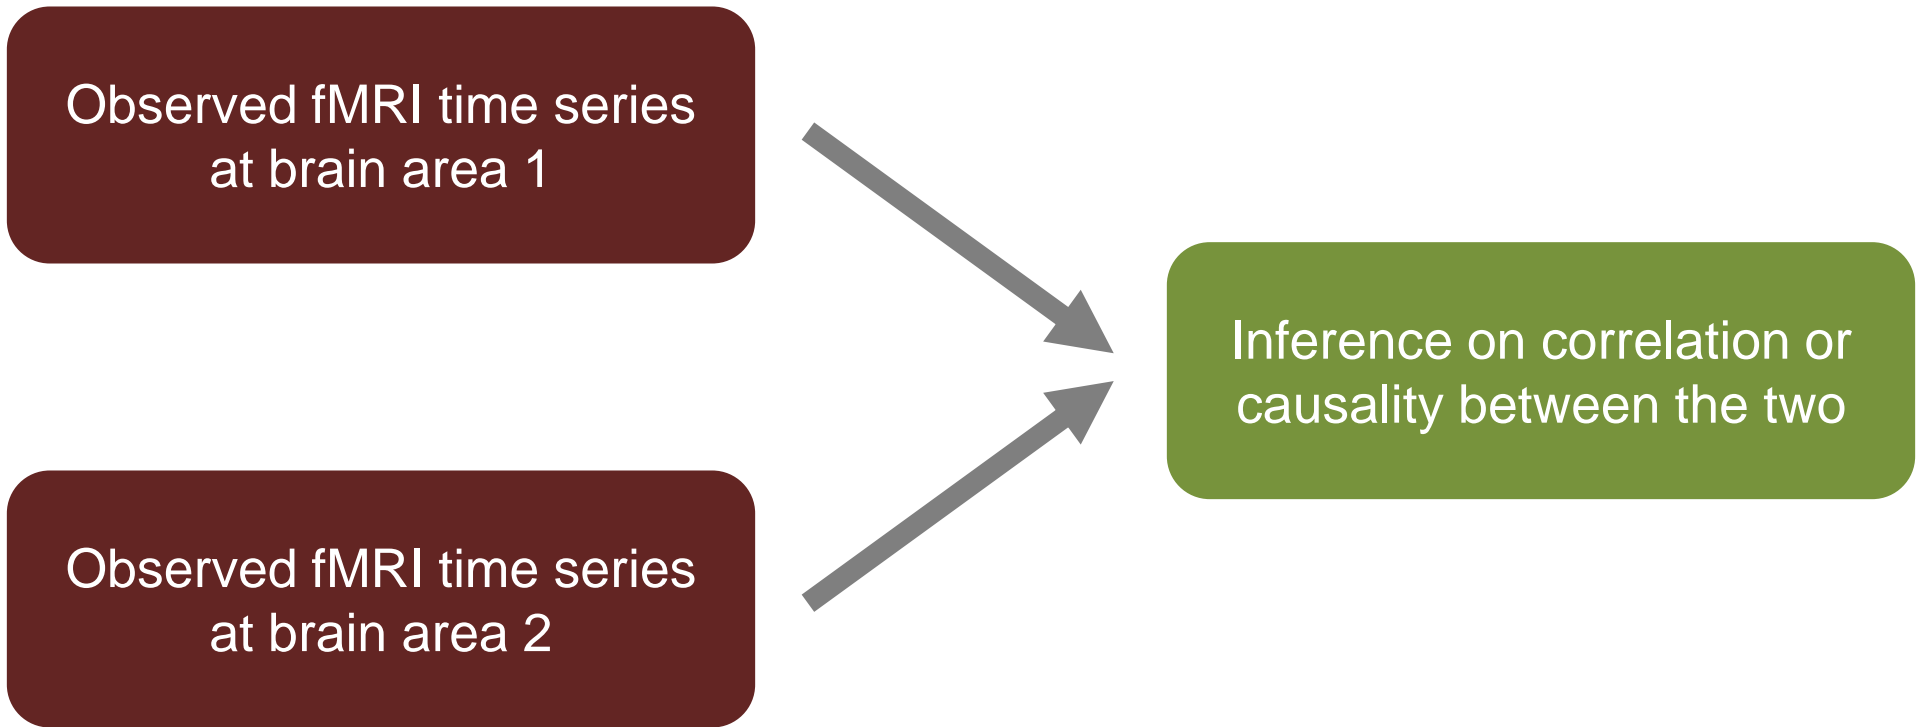 Observed fMRI time series
at brain area 1
Inference on correlation or
causality between the two
Observed fMRI time series
at brain area 2